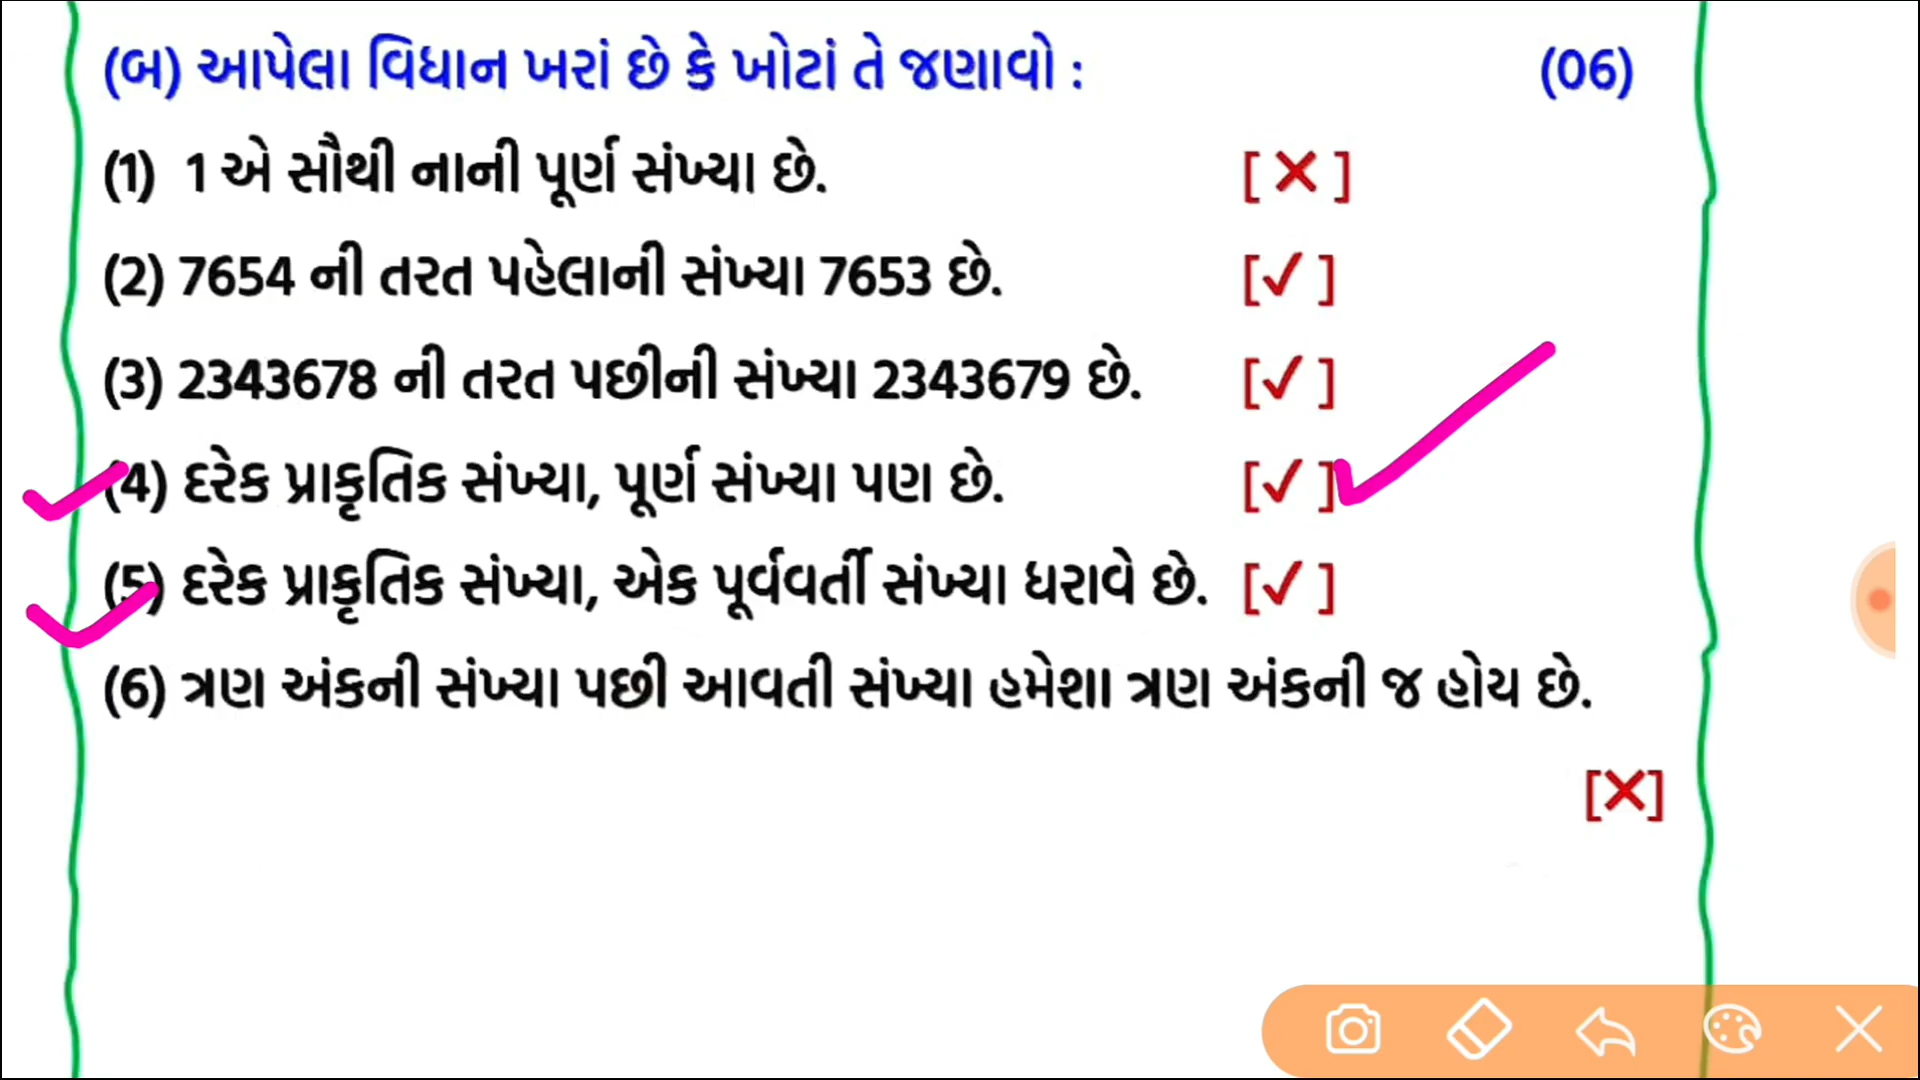 (બ) આપેલા વિધાન ખરાં છે કે ખોટાં તે જણાવો : (06)
(1) 1 એ સૌથી નાની પૂર્ણ સંખ્યા છે. [ ✕ ]
(2) 7654 ની તરત પહેલાની સંખ્યા 7653 છે. [✓ ]
(3) 2343678 ની તરત પછીની સંખ્યા 2343679 છે. [✓ ]
(4) દરેક પ્રાકૃતિક સંખ્યા, પૂર્ણ સંખ્યા પણ છે. [✓ ]
(5) દરેક પ્રાકૃતિક સંખ્યા, એક પૂર્વવર્તી સંખ્યા ધરાવે છે. [✓ ]
(6) ત્રણ અંકની સંખ્યા પછી આવતી સંખ્યા હમેશા ત્રણ અંકની જ હોય છે.
[✕]